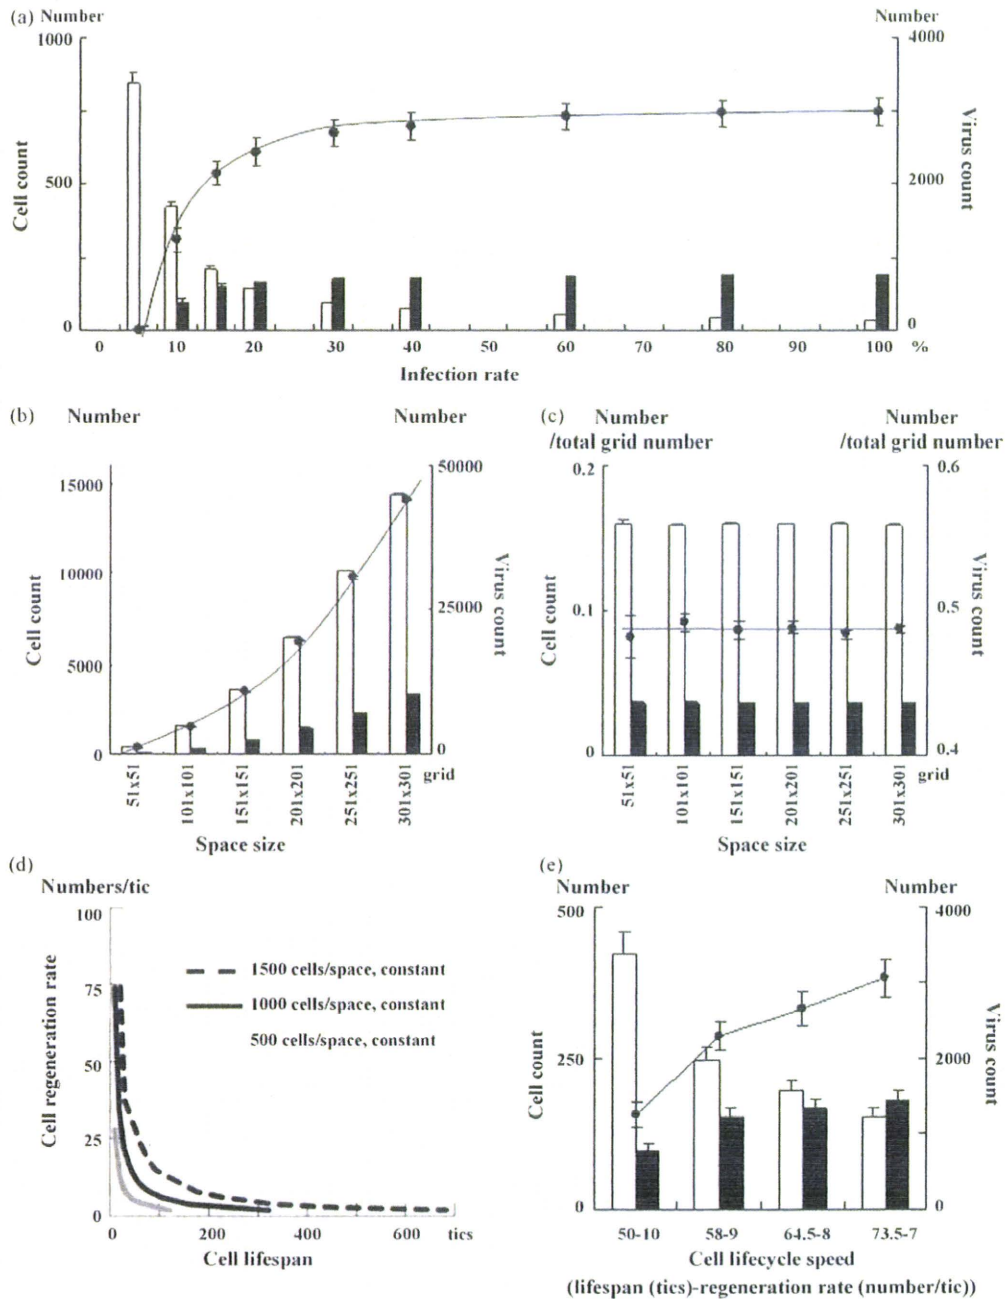 (a) Number Number
1000 4000
Cell count
500 2000
Virus count
0 0
0 10 20 30 40 50 60 70 80 90 100 %
Infection rate
(b) Number Number
15000 50000
10000
Cell count
25000
Virus count
5000
0 0
51x51 101x101 151x151 201x201 251x251 301x301 grid
Space size
(c) Number Number
/total grid number /total grid number
0.2 0.6
Cell count
0.1 0.5
Virus count
0 0.4
51x51 101x101 151x151 201x201 251x251 301x301 grid
Space size
(d)
Numbers/tic
100
Cell regeneration rate
75
50
25
0
1500 cells/space, constant
1000 cells/space, constant
500 cells/space, constant
0 200 400 600 tics
Cell lifespan
(e)
Number Number
500 4000
Cell count
250 2000
Virus count
0 0
50-10 58-9 64.5-8 73.5-7
Cell lifecycle speed
(lifespan (tics)-regeneration rate (number/tic))